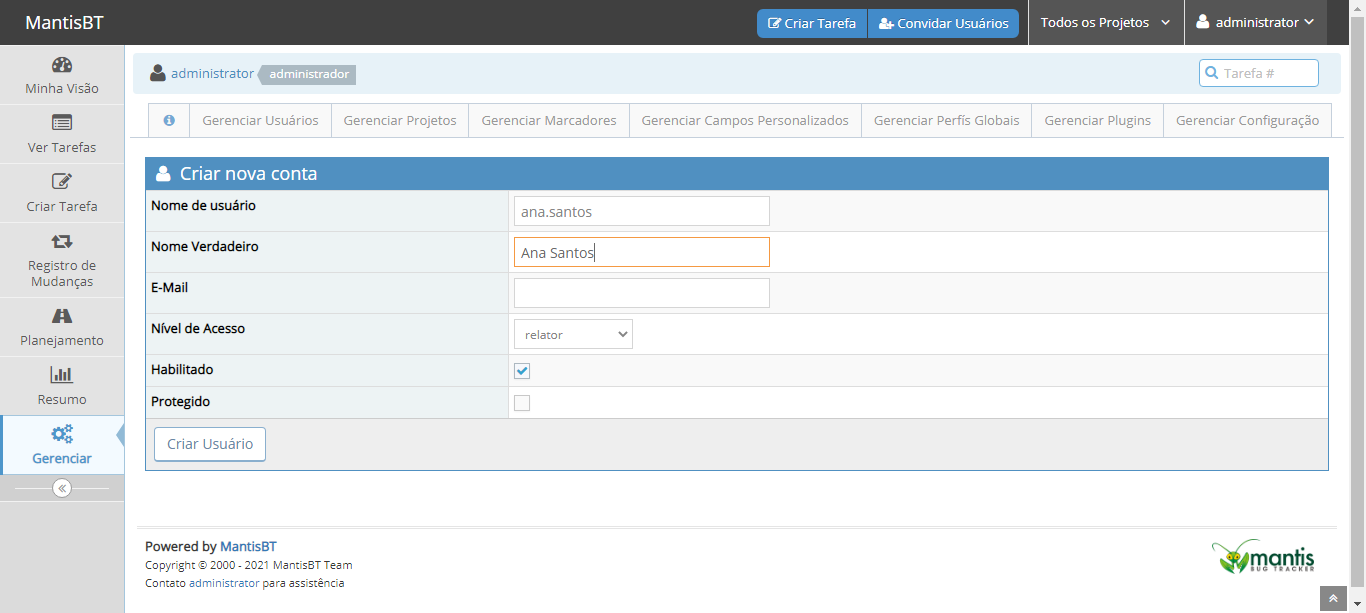 MantisBT
Criar Tarefa
Convidar Usuários
Todos os Projetos
administrator
Minha Visão
Ver Tarefas
Criar Tarefa
Registro de
Mudanças
Planejamento
Resumo
Gerenciar
administrator administrador
Tarefa #
Gerenciar Usuários
Gerenciar Projetos
Gerenciar Marcadores
Gerenciar Campos Personalizados
Gerenciar Perfís Globais
Gerenciar Plugins
Gerenciar Configuração
Criar nova conta
Nome de usuário ana.santos
Nome Verdadeiro Ana Santos
E-Mail
Nível de Acesso relator
Habilitado
Protegido
Criar Usuário
Powered by MantisBT
Copyright © 2000 - 2021 MantisBT Team
Contato administrator para assistência
mantis
BUG TRACKER